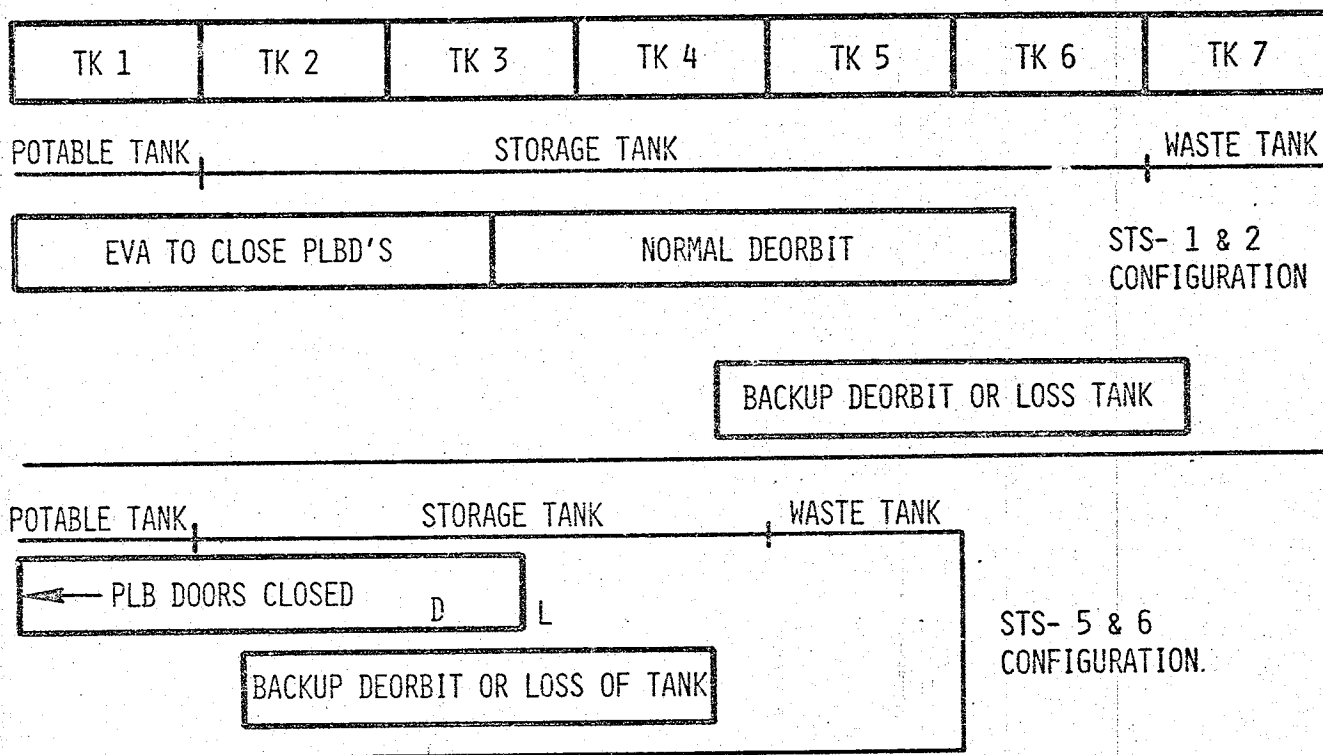 TK 1 TK 2 TK 3 TK 4 TK 5 TK 6 TK 7
POTABLE TANK STORAGE TANK WASTE TANK
EVA TO CLOSE PLBD'S NORMAL DEORBIT
STS- 1 & 2
CONFIGURATION
BACKUP DEORBIT OR LOSS TANK
POTABLE TANK STORAGE TANK WASTE TANK
PLB DOORS CLOSED D L
STS- 5 & 6
CONFIGURATION.
BACKUP DEORBIT OR LOSS OF TANK